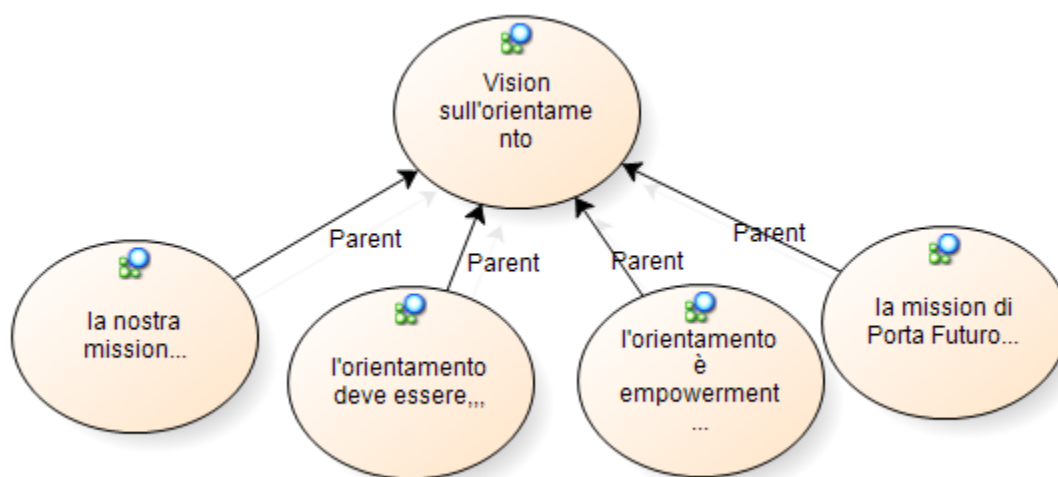 Vision
sull'orientame
nto
Parent
Parent
Parent
Parent
la nostra
mission...
l'orientamento
deve essere,,,
l'orientamento
è
empowerment
...
la mission di
Porta Futuro...